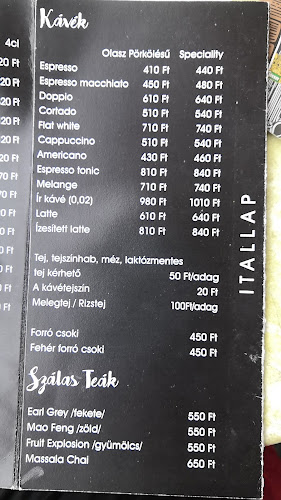 Kávék
4cl
Olasz Pörkölésű Speciality
Espresso 410 Ft 440 Ft
Espresso macchiato 450 Ft 480 Ft
Doppio 610 Ft 640 Ft
Cortado 510 Ft 540 Ft
Flat white 710 Ft 740 Ft
Cappuccino 510 Ft 540 Ft
Americano 430 Ft 460 Ft
Espresso tonic 810 Ft 840 Ft
Melange 710 Ft 740 Ft
Ír kávé (0,02) 980 Ft 1010 Ft
Latte 610 Ft 640 Ft
Ízesített latte 810 Ft 840 Ft
Tej, tejszínhab, méz, laktózmentes
tej kérhető 50 Ft/adag
A kávétejszín 20 Ft
Melegtej / Rizstej 100Ft/adag
Forró csoki 450 Ft
Fehér forró csoki 450 Ft
Szálas Teák
Earl Grey /fekete/ 550 Ft
Mao Feng /zöld/ 550 Ft
Fruit Explosion /gyümölcs/ 550 Ft
Massala Chai 650 Ft
ITALLAP